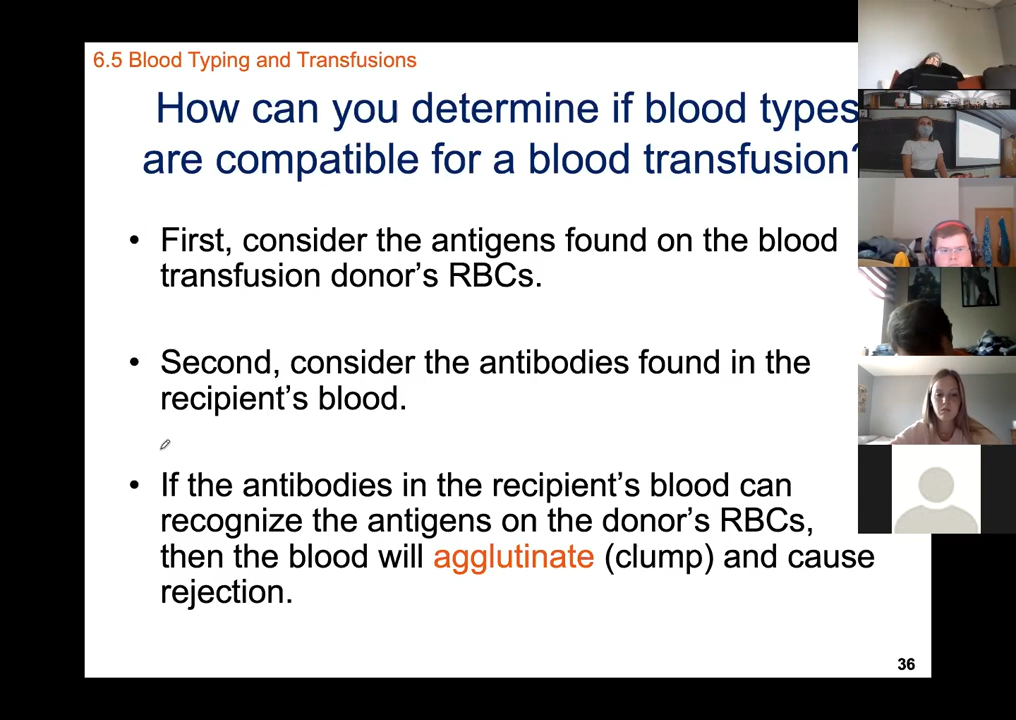 6.5 Blood Typing and Transfusions
How can you determine if blood types
are compatible for a blood transfusion?
• First, consider the antigens found on the blood
transfusion donor’s RBCs.
• Second, consider the antibodies found in the
recipient’s blood.
• If the antibodies in the recipient’s blood can
recognize the antigens on the donor’s RBCs,
then the blood will agglutinate (clump) and cause
rejection.
36